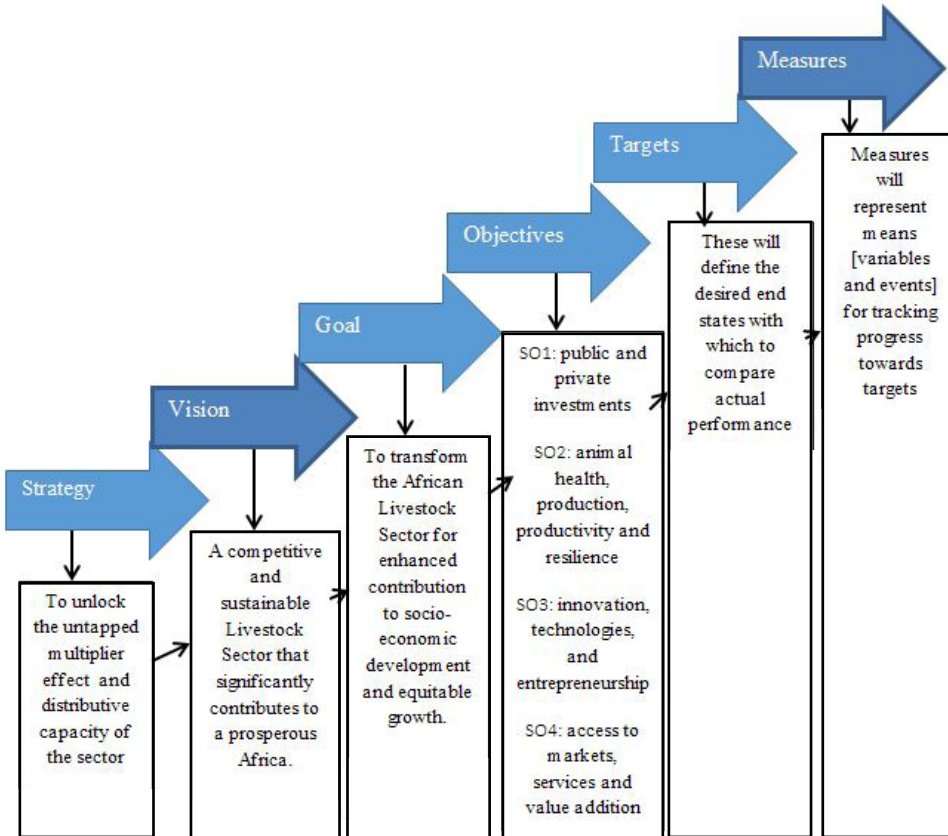 Strategy
To unlock
the untapped
multiplier
effect and
distributive
capacity of
the sector
Vision
A competitive
and
sustainable
Livestock
Sector that
significantly
contributes to
a prosperous
Africa.
Goal
To transform
the African
Livestock
Sector for
enhanced
contribution
to socio-
economic
development
and equitable
growth.
Objectives
SO1: public and
private
investments
SO2: animal
health,
production,
productivity and
resilience
SO3: innovation,
technologies,
and
entrepreneurship
SO4: access to
markets,
services and
value addition
Targets
These will
define the
desired end
states with
which to
compare
actual
performance
Measures
Measures
will
represent
means
[variables
and events]
for tracking
progress
towards
targets